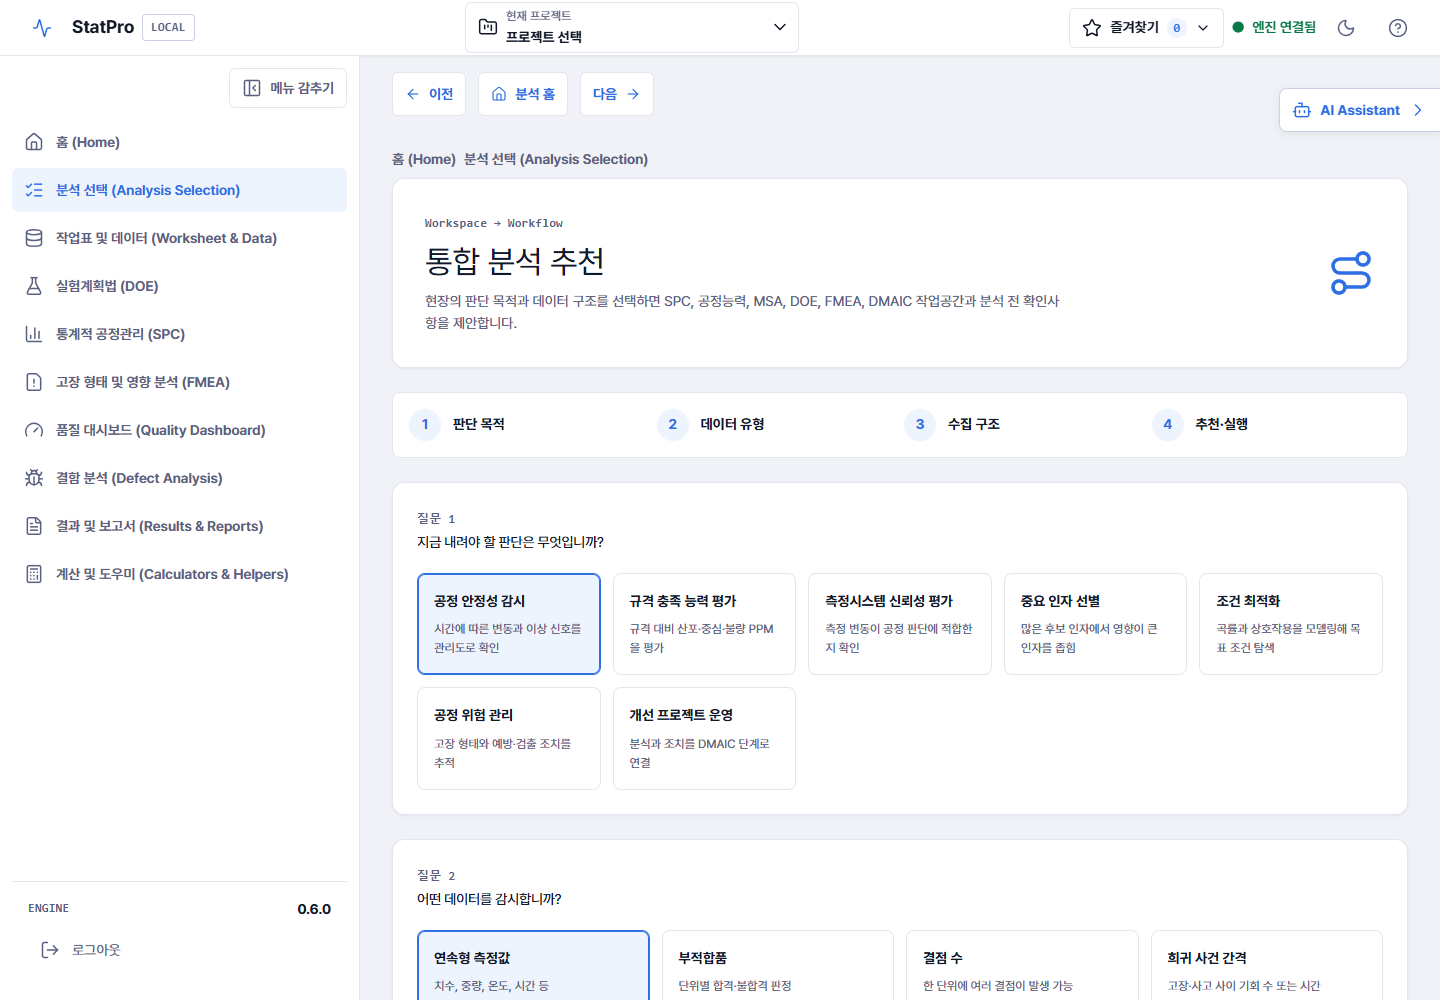 StatPro LOCAL
현재 프로젝트
프로젝트 선택
즐겨찾기 0
엔진 연결됨
메뉴 감추기
홈 (Home)
분석 선택 (Analysis Selection)
작업표 및 데이터 (Worksheet & Data)
실험계획법 (DOE)
통계적 공정관리 (SPC)
고장 형태 및 영향 분석 (FMEA)
품질 대시보드 (Quality Dashboard)
결함 분석 (Defect Analysis)
결과 및 보고서 (Results & Reports)
계산 및 도우미 (Calculators & Helpers)
ENGINE 0.6.0
로그아웃
이전
분석 홈
다음
AI Assistant
홈 (Home) 분석 선택 (Analysis Selection)
Workspace → Workflow
통합 분석 추천
현장의 판단 목적과 데이터 구조를 선택하면 SPC, 공정능력, MSA, DOE, FMEA, DMAIC 작업공간과 분석 전 확인사
항을 제안합니다.
1 판단 목적
2 데이터 유형
3 수집 구조
4 추천·실행
질문 1
지금 내려야 할 판단은 무엇입니까?
공정 안정성 감시
시간에 따른 변동과 이상 신호를
관리도로 확인
규격 충족 능력 평가
규격 대비 산포·중심·불량 PPM
을 평가
측정시스템 신뢰성 평가
측정 변동이 공정 판단에 적합한
지 확인
중요 인자 선별
많은 후보 인자에서 영향이 큰
인자를 좁힘
조건 최적화
곡률과 상호작용을 모델링해 목
표 조건 탐색
공정 위험 관리
고장 형태와 예방·검출 조치를
추적
개선 프로젝트 운영
분석과 조치를 DMAIC 단계로
연결
질문 2
어떤 데이터를 감시합니까?
연속형 측정값
치수, 중량, 온도, 시간 등
부적합품
단위별 합격·불합격 판정
결점 수
한 단위에 여러 결점이 발생 가능
희귀 사건 간격
고장·사고 사이 기회 수 또는 시간